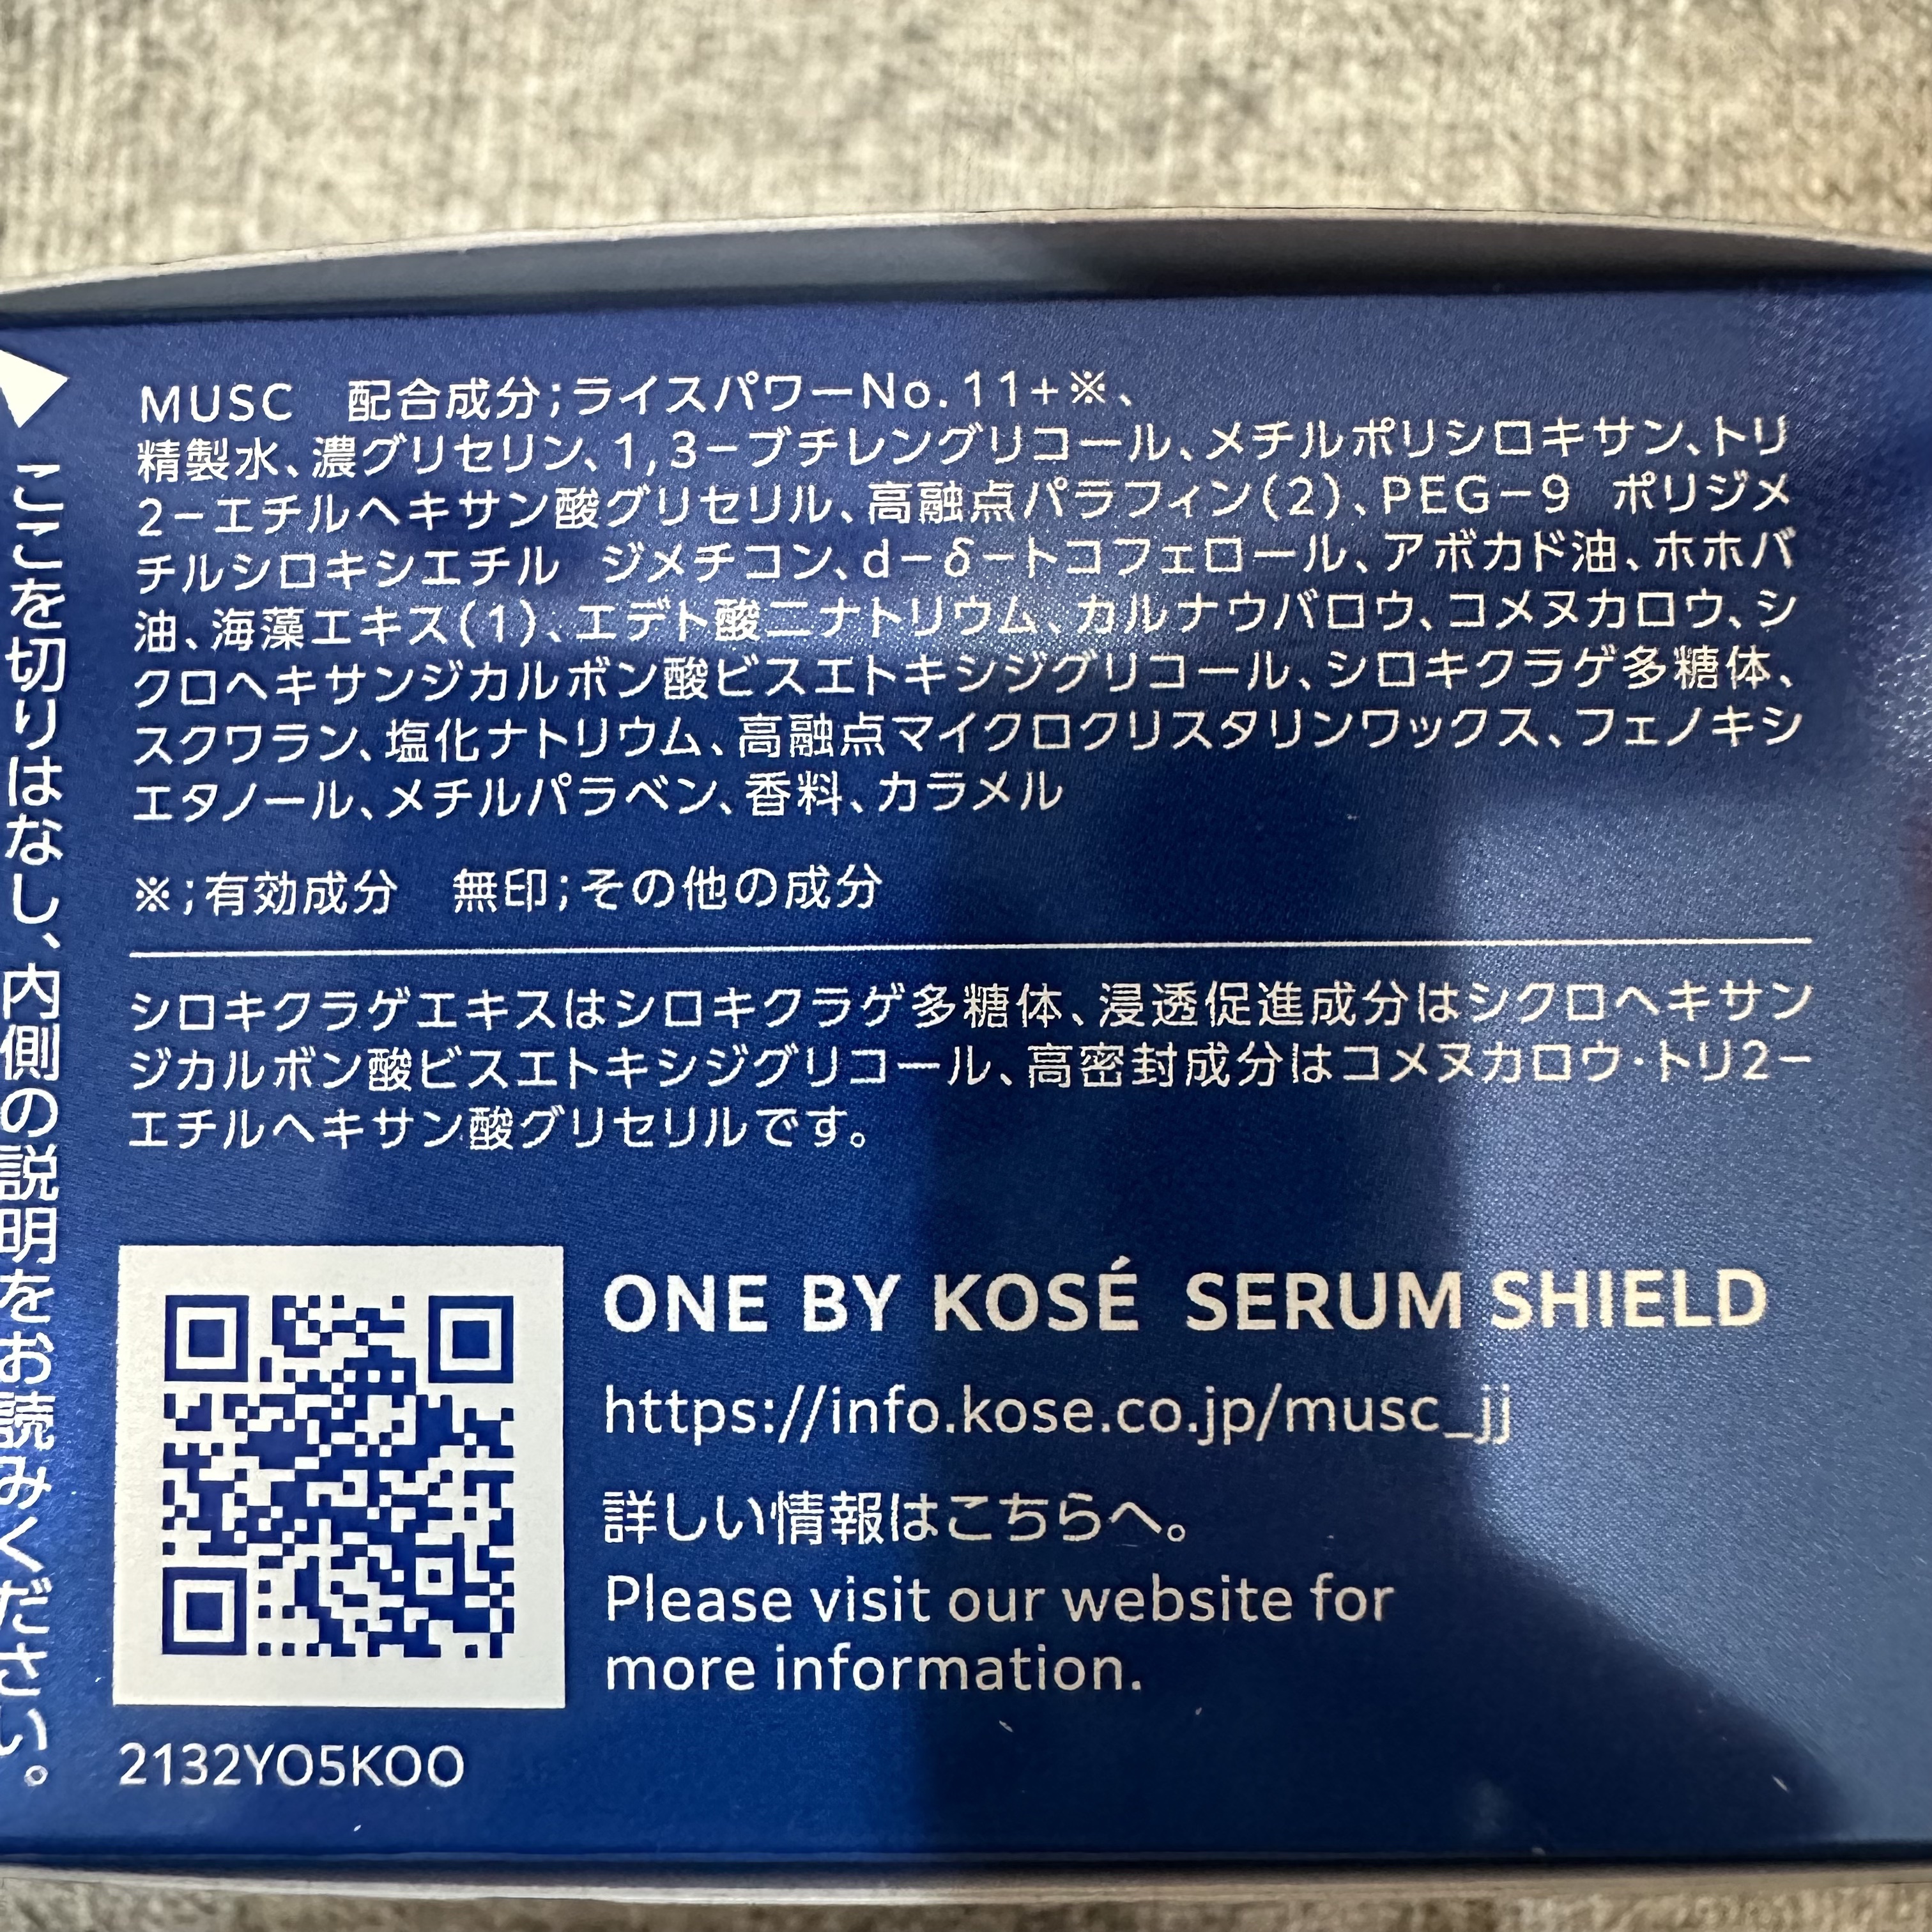 ここを切りはなし、内側の説明をお読みください。
MUSC 配合成分;ライスパワーNo.11+※、
精製水、濃グリセリン、1,3−ブチレングリコール、メチルポリシロキサン、トリ
2−エチルヘキサン酸グリセリル、高融点パラフィン(2)、PEG−9 ポリジメ
チルシロキシエチル ジメチコン、d−δ−トコフェロール、アボカド油、ホホバ
油、海藻エキス(1)、エデト酸二ナトリウム、カルナウバロウ、コメヌカロウ、シ
クロヘキサンジカルボン酸ビスエトキシジグリコール、シロキクラゲ多糖体、
スクワラン、塩化ナトリウム、高融点マイクロクリスタリンワックス、フェノキシ
エタノール、メチルパラベン、香料、カラメル
※;有効成分 無印;その他の成分
シロキクラゲエキスはシロキクラゲ多糖体、浸透促進成分はシクロヘキサン
ジカルボン酸ビスエトキシジグリコール、高密封成分はコメヌカロウ・トリ2−
エチルヘキサン酸グリセリルです。
ONE BY KOSÉ SERUM SHIELD
https://info.kose.co.jp/musc_jj
詳しい情報はこちらへ。
Please visit our website for
more information.
2132YO5KOO